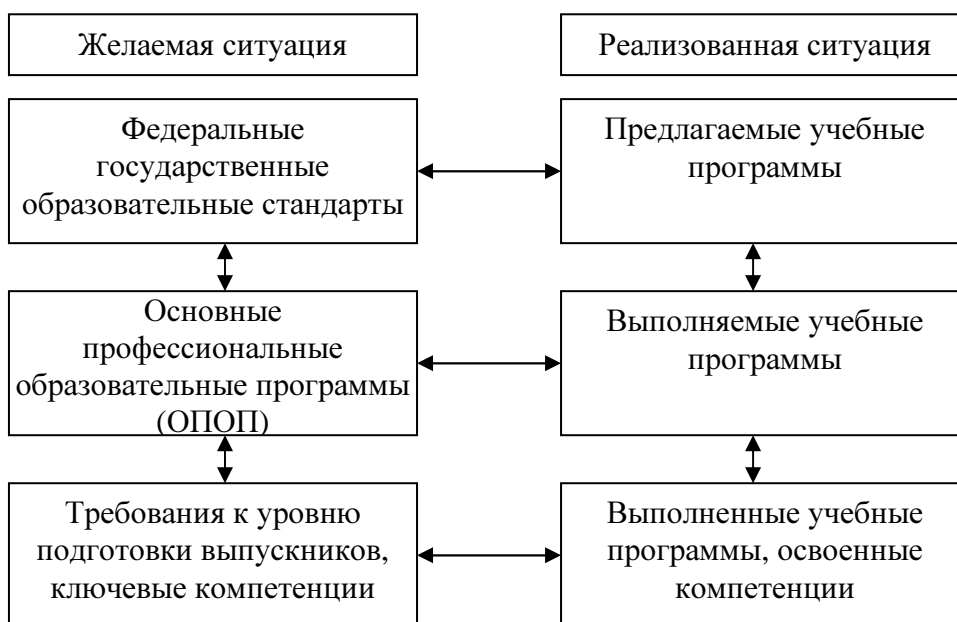 Желаемая ситуация
Реализованная ситуация
Федеральные
государственные
образовательные стандарты
Предлагаемые учебные
программы
Основные
профессиональные
образовательные программы
(ОПОП)
Выполняемые учебные
программы
Требования к уровню
подготовки выпускников,
ключевые компетенции
Выполненные учебные
программы, освоенные
компетенции